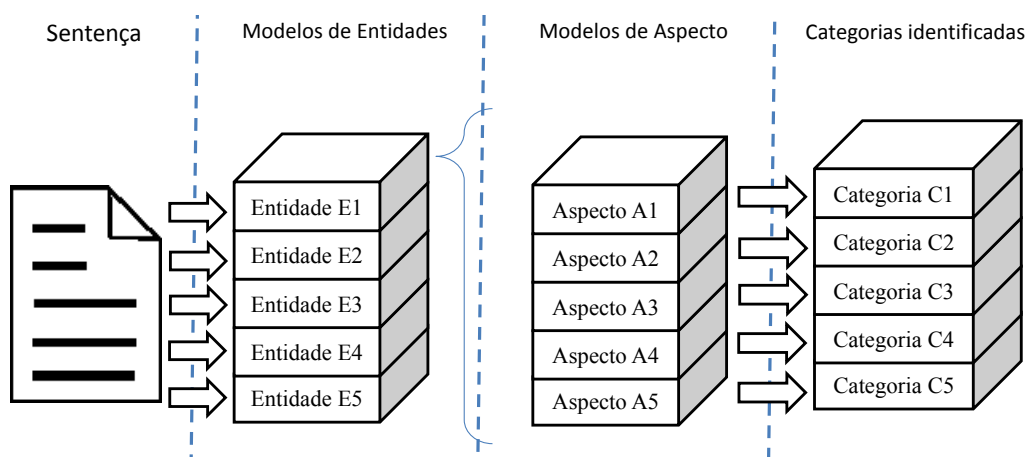 Sentença
Modelos de Entidades
Modelos de Aspecto
Categorias identificadas
Entidade E1
Entidade E2
Entidade E3
Entidade E4
Entidade E5
Aspecto A1
Aspecto A2
Aspecto A3
Aspecto A4
Aspecto A5
Categoria C1
Categoria C2
Categoria C3
Categoria C4
Categoria C5